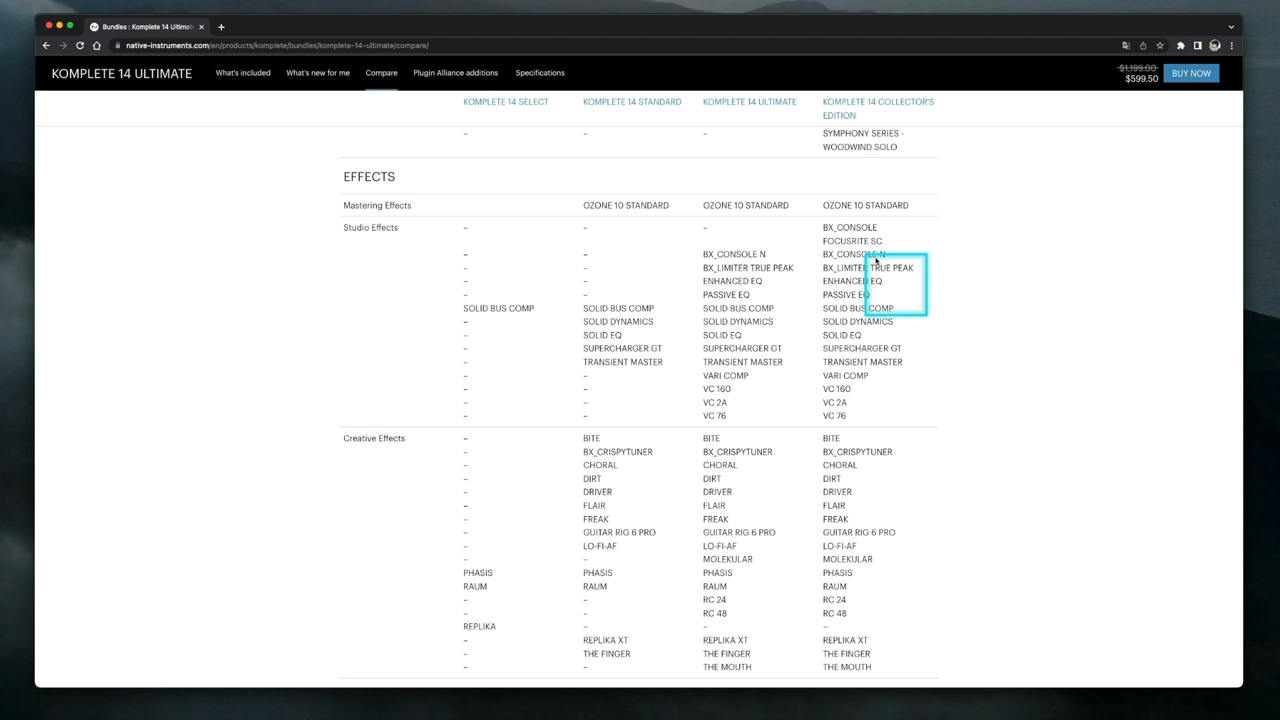 Bundles : Komplete 14 Ultimate
native-instruments.com/en/products/komplete/bundles/komplete-14-ultimate/compare/
KOMPLETE 14 ULTIMATE What's included What's new for me Compare Plugin Alliance additions Specifications $1,199.00 $599.50 BUY NOW
KOMPLETE 14 SELECT KOMPLETE 14 STANDARD KOMPLETE 14 ULTIMATE KOMPLETE 14 COLLECTOR'S EDITION
– – – SYMPHONY SERIES - WOODWIND SOLO
EFFECTS
Mastering Effects OZONE 10 STANDARD OZONE 10 STANDARD OZONE 10 STANDARD
Studio Effects – – – BX_CONSOLE FOCUSRITE SC
– – BX_CONSOLE N BX_CONSOLE N
– – BX_LIMITER TRUE PEAK BX_LIMITER TRUE PEAK
– – ENHANCED EQ ENHANCED EQ
– – PASSIVE EQ PASSIVE EQ
SOLID BUS COMP SOLID BUS COMP SOLID BUS COMP SOLID BUS COMP
– SOLID DYNAMICS SOLID DYNAMICS SOLID DYNAMICS
– SOLID EQ SOLID EQ SOLID EQ
– SUPERCHARGER GT SUPERCHARGER GT SUPERCHARGER GT
– TRANSIENT MASTER TRANSIENT MASTER TRANSIENT MASTER
– – VARI COMP VARI COMP
– – VC 160 VC 160
– – VC 2A VC 2A
– – VC 76 VC 76
Creative Effects – BITE BITE BITE
– BX_CRISPYTUNER BX_CRISPYTUNER BX_CRISPYTUNER
– CHORAL CHORAL CHORAL
– DIRT DIRT DIRT
– DRIVER DRIVER DRIVER
– FLAIR FLAIR FLAIR
– FREAK FREAK FREAK
– GUITAR RIG 6 PRO GUITAR RIG 6 PRO GUITAR RIG 6 PRO
– LO-FI-AF LO-FI-AF LO-FI-AF
– – MOLEKULAR MOLEKULAR
PHASIS PHASIS PHASIS PHASIS
RAUM RAUM RAUM RAUM
– – RC 24 RC 24
– – RC 48 RC 48
REPLIKA – – –
– REPLIKA XT REPLIKA XT REPLIKA XT
– THE FINGER THE FINGER THE FINGER
– – THE MOUTH THE MOUTH